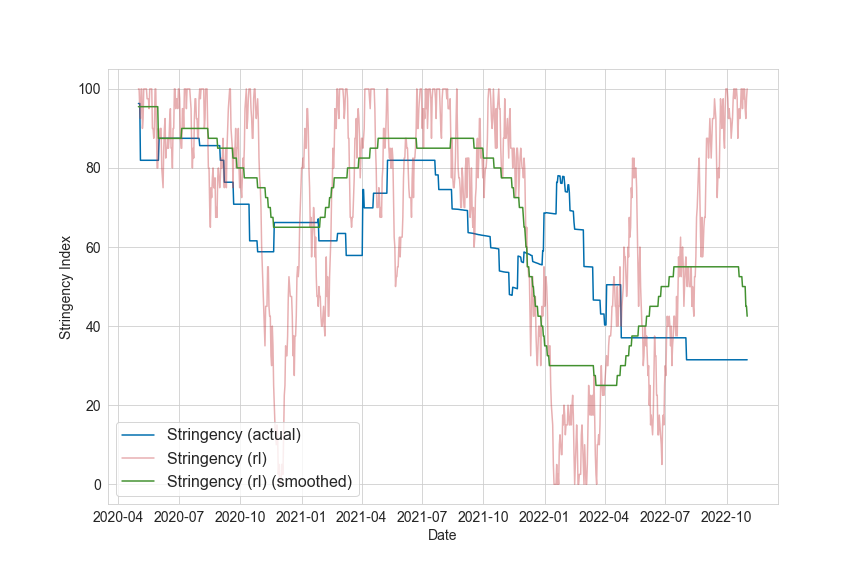 100
80
60
40
20
0
Stringency Index
Stringency (actual)
Stringency (rl)
Stringency (rl) (smoothed)
2020-04 2020-07 2020-10 2021-01 2021-04 2021-07 2021-10 2022-01 2022-04 2022-07 2022-10
Date